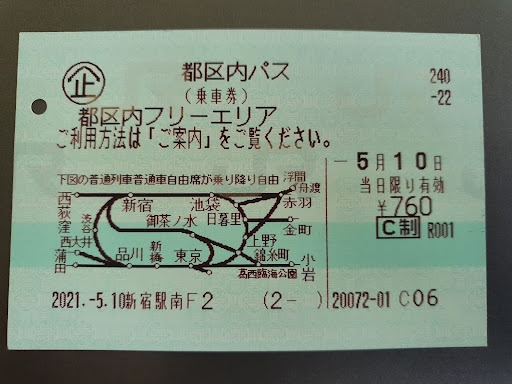 企 都区内パス 240
(乗車券) -22
都区内フリーエリア
ご利用方法は「ご案内」をご覧ください。
-5月10日
当日限り有効
¥760
C制 R001
下図の普通列車普通車自由席が乗り降り自由
浮間舟渡
西荻窪 新宿 池袋 赤羽
渋谷 御茶ノ水 日暮里 金町
西大井 上野
蒲田 品川 新橋 東京 錦糸町 小岩
葛西臨海公園
2021.-5.10新宿駅南F2 (2- ) 20072-01 C06